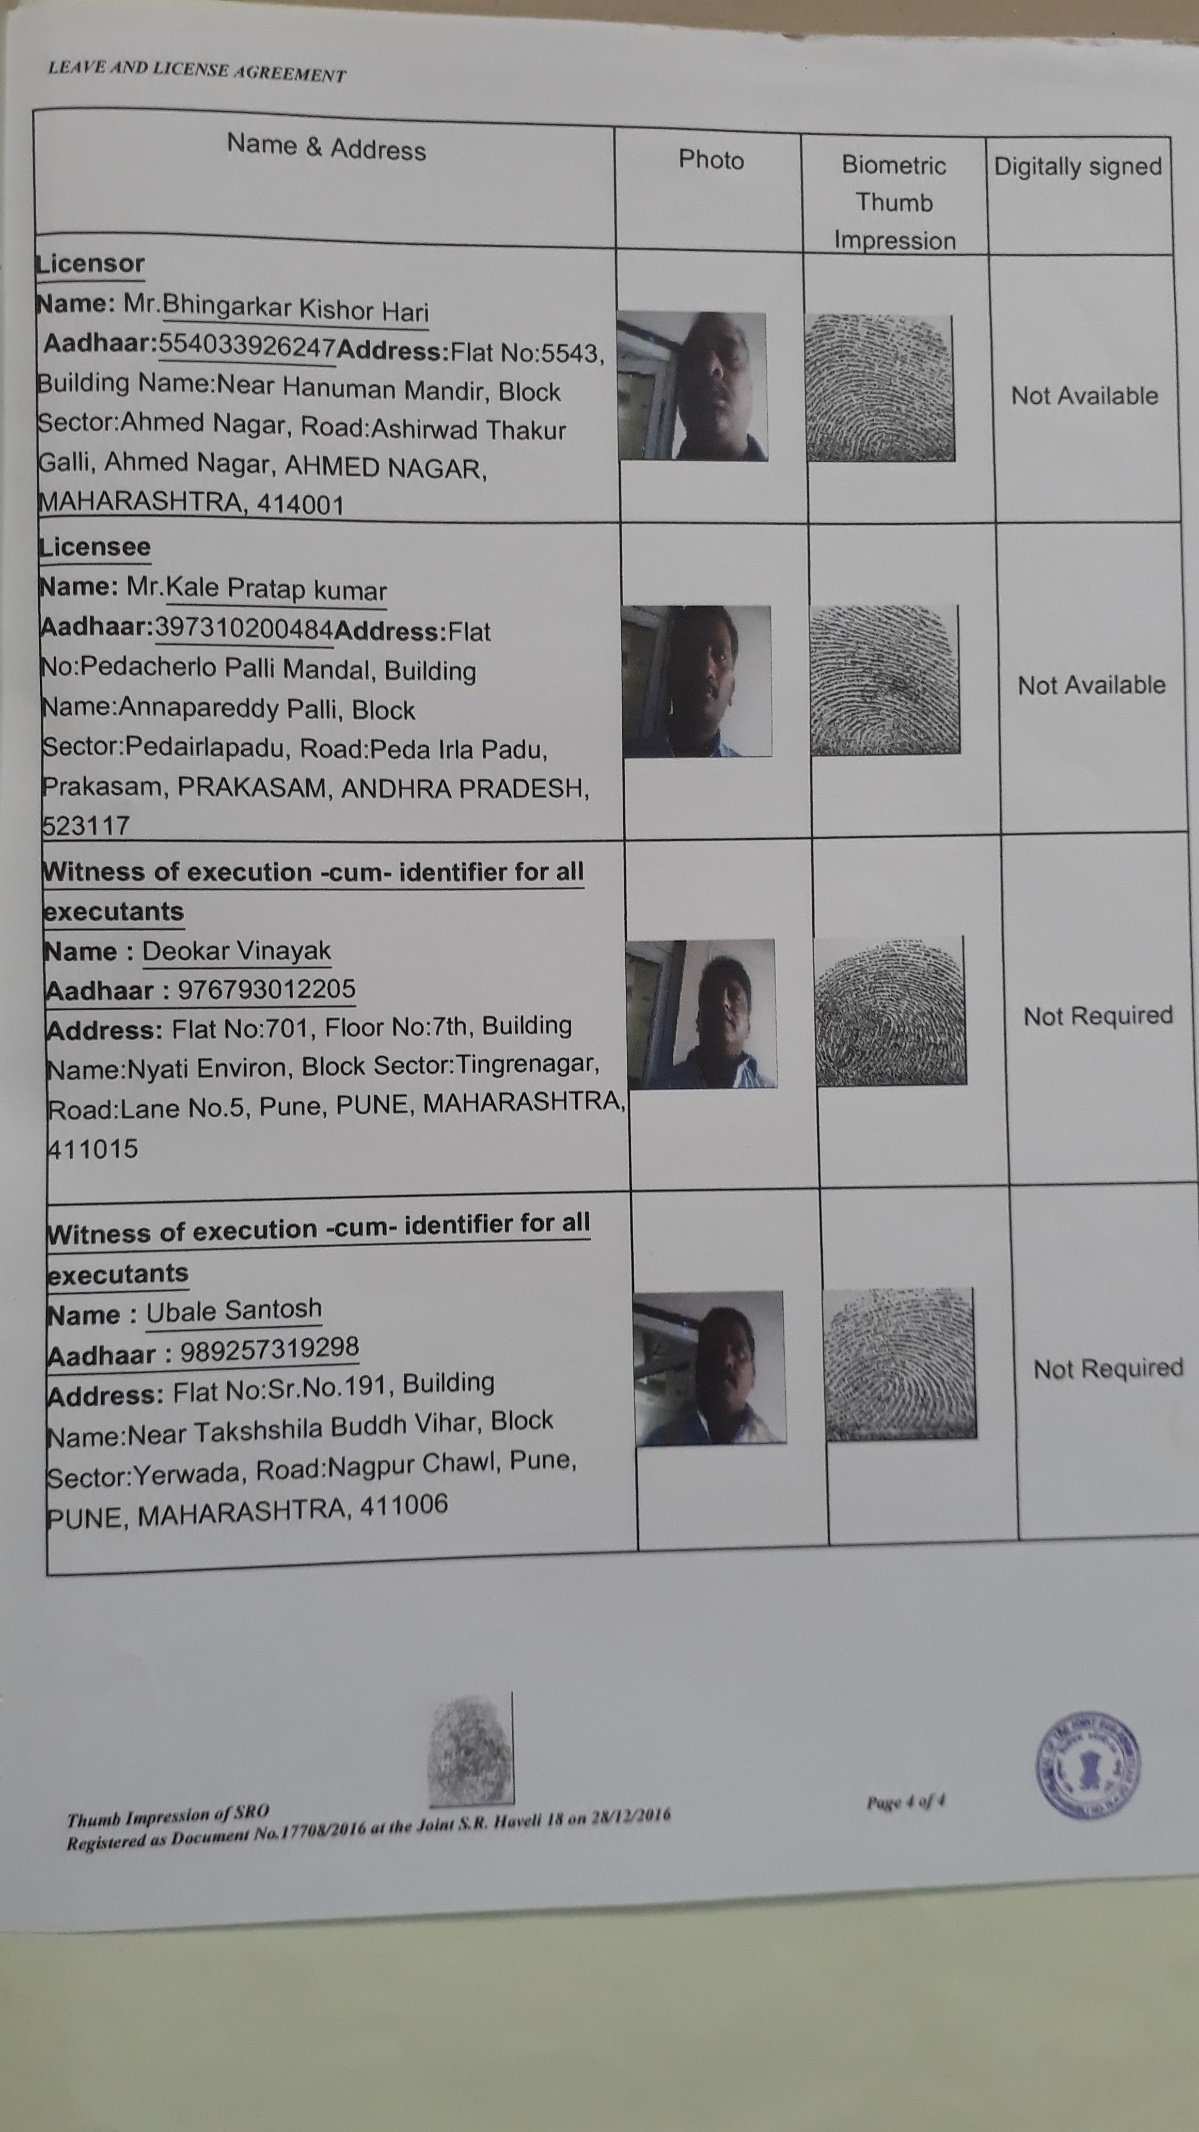 LEAVE AND LICENSE AGREEMENT
Name & Address
Photo
Biometric
Thumb
Impression
Digitally signed
Licensor
Name: Mr.Bhingarkar Kishor Hari
Aadhaar:554033926247Address:Flat No:5543,
Building Name:Near Hanuman Mandir, Block
Sector:Ahmed Nagar, Road:Ashirwad Thakur
Galli, Ahmed Nagar, AHMED NAGAR,
MAHARASHTRA, 414001
Not Available
Licensee
Name: Mr.Kale Pratap kumar
Aadhaar:397310200484Address:Flat
No:Pedacherlo Palli Mandal, Building
Name:Annapareddy Palli, Block
Sector:Pedairlapadu, Road:Peda Irla Padu,
Prakasam, PRAKASAM, ANDHRA PRADESH,
523117
Not Available
Witness of execution -cum- identifier for all
executants
Name : Deokar Vinayak
Aadhaar : 976793012205
Address: Flat No:701, Floor No:7th, Building
Name:Nyati Environ, Block Sector:Tingrenagar,
Road:Lane No.5, Pune, PUNE, MAHARASHTRA,
411015
Not Required
Witness of execution -cum- identifier for all
executants
Name : Ubale Santosh
Aadhaar : 989257319298
Address: Flat No:Sr.No.191, Building
Name:Near Takshshila Buddh Vihar, Block
Sector:Yerwada, Road:Nagpur Chawl, Pune,
PUNE, MAHARASHTRA, 411006
Not Required
Thumb Impression of SRO
Registered as Document No.17708/2016 at the Joint S.R. Haveli 18 on 28/12/2016
Page 4 of 4